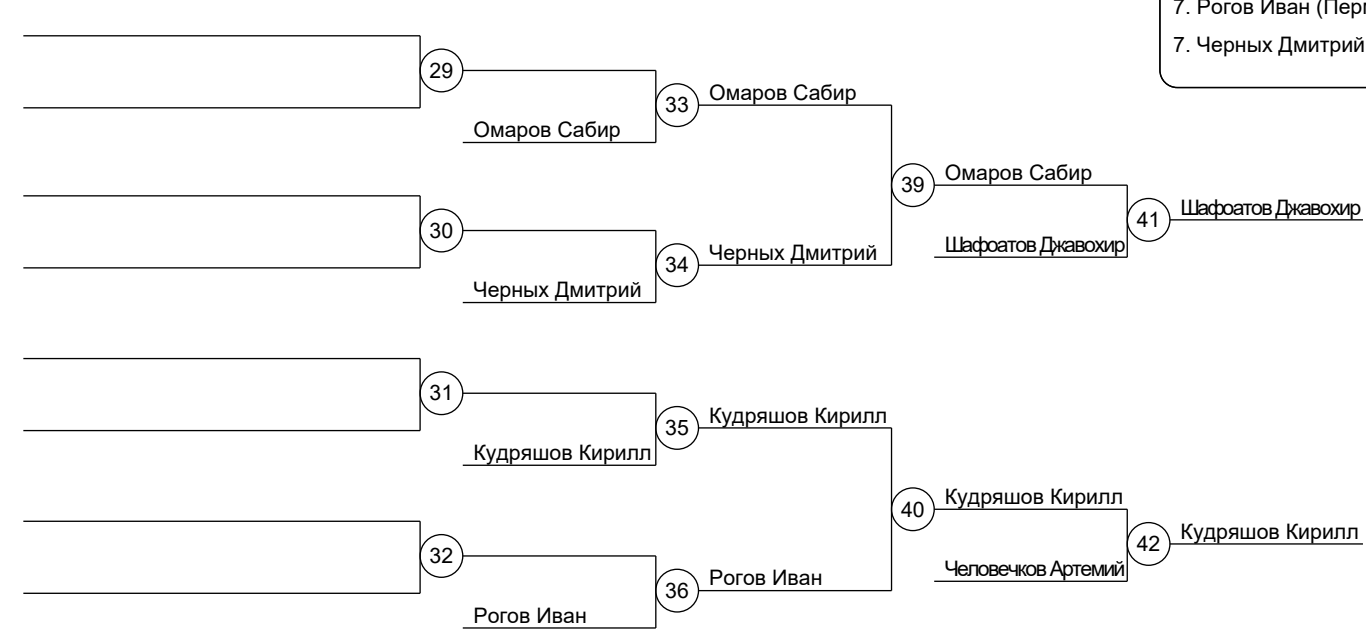 7. Рогов Иван
7. Черных Дмитрий
29
33
Омаров Сабир
Омаров Сабир
39
Омаров Сабир
41
Шафоатов Джавохир
Шафоатов Джавохир
30
34
Черных Дмитрий
Черных Дмитрий
31
35
Кудряшов Кирилл
Кудряшов Кирилл
40
Кудряшов Кирилл
42
Кудряшов Кирилл
Человечков Артемий
32
36
Рогов Иван
Рогов Иван